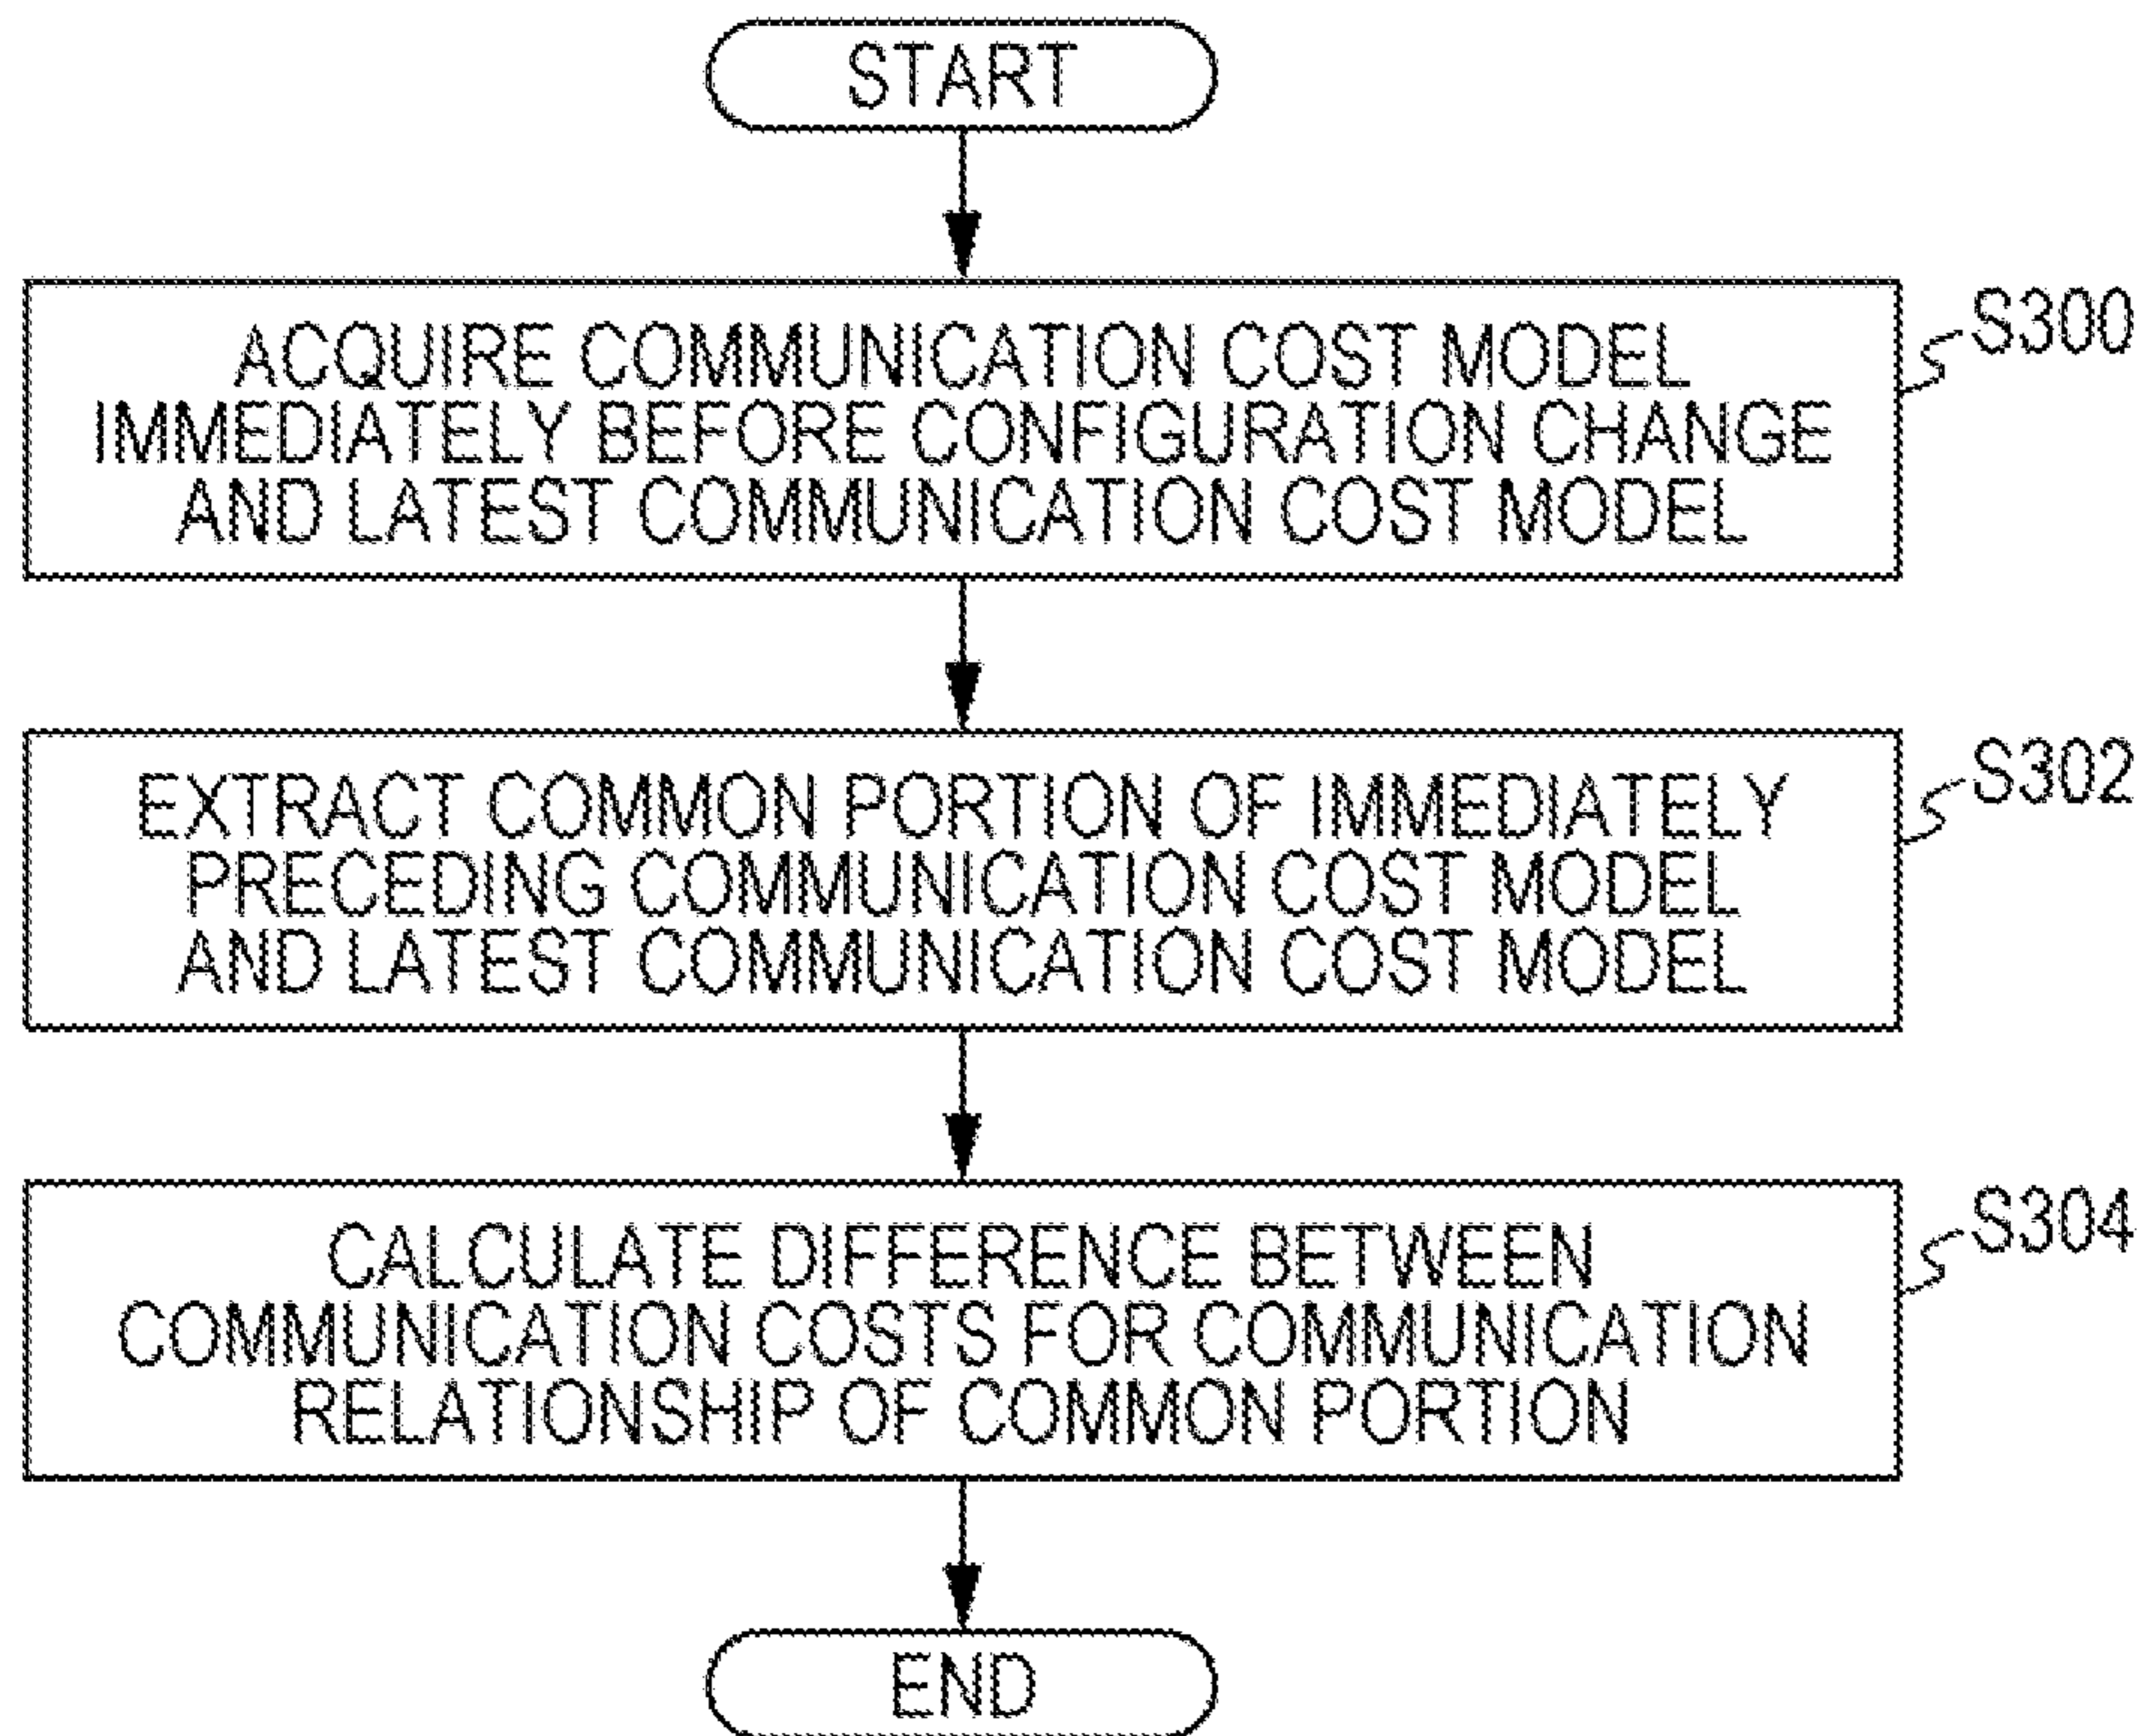 START
ACQUIRE COMMUNICATION COST MODEL
IMMEDIATELY BEFORE CONFIGURATION CHANGE
AND LATEST COMMUNICATION COST MODEL
S300
EXTRACT COMMON PORTION OF IMMEDIATELY
PRECEDING COMMUNICATION COST MODEL
AND LATEST COMMUNICATION COST MODEL
S302
CALCULATE DIFFERENCE BETWEEN
COMMUNICATION COSTS FOR COMMUNICATION
RELATIONSHIP OF COMMON PORTION
S304
END